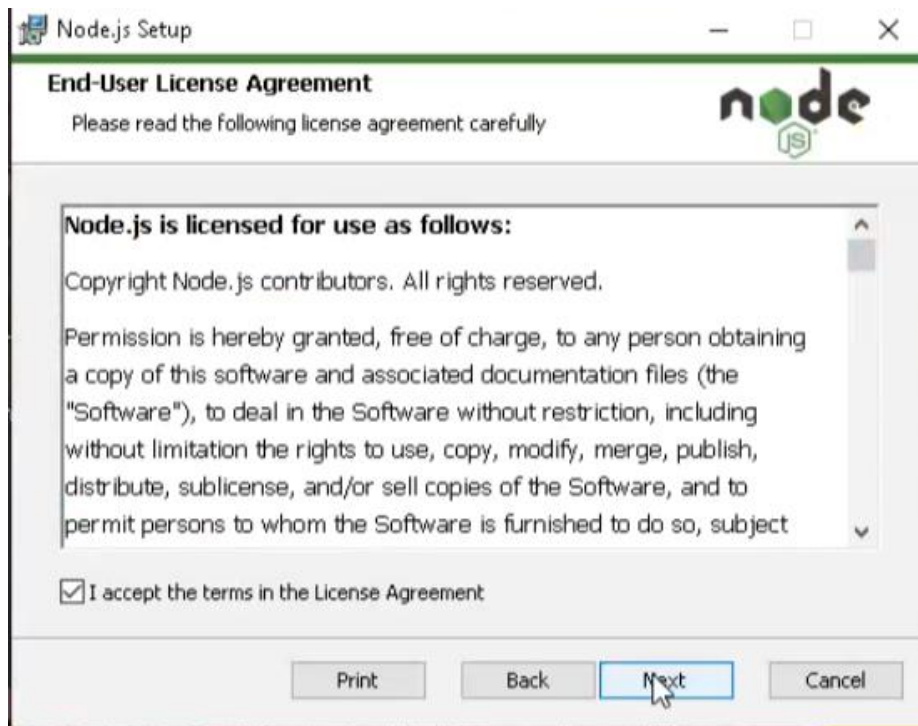 Node.js Setup
End-User License Agreement
Please read the following license agreement carefully
node
JS
Node.js is licensed for use as follows:
Copyright Node.js contributors. All rights reserved.
Permission is hereby granted, free of charge, to any person obtaining
a copy of this software and associated documentation files (the
"Software"), to deal in the Software without restriction, including
without limitation the rights to use, copy, modify, merge, publish,
distribute, sublicense, and/or sell copies of the Software, and to
permit persons to whom the Software is furnished to do so, subject
I accept the terms in the License Agreement
Print
Back
Next
Cancel